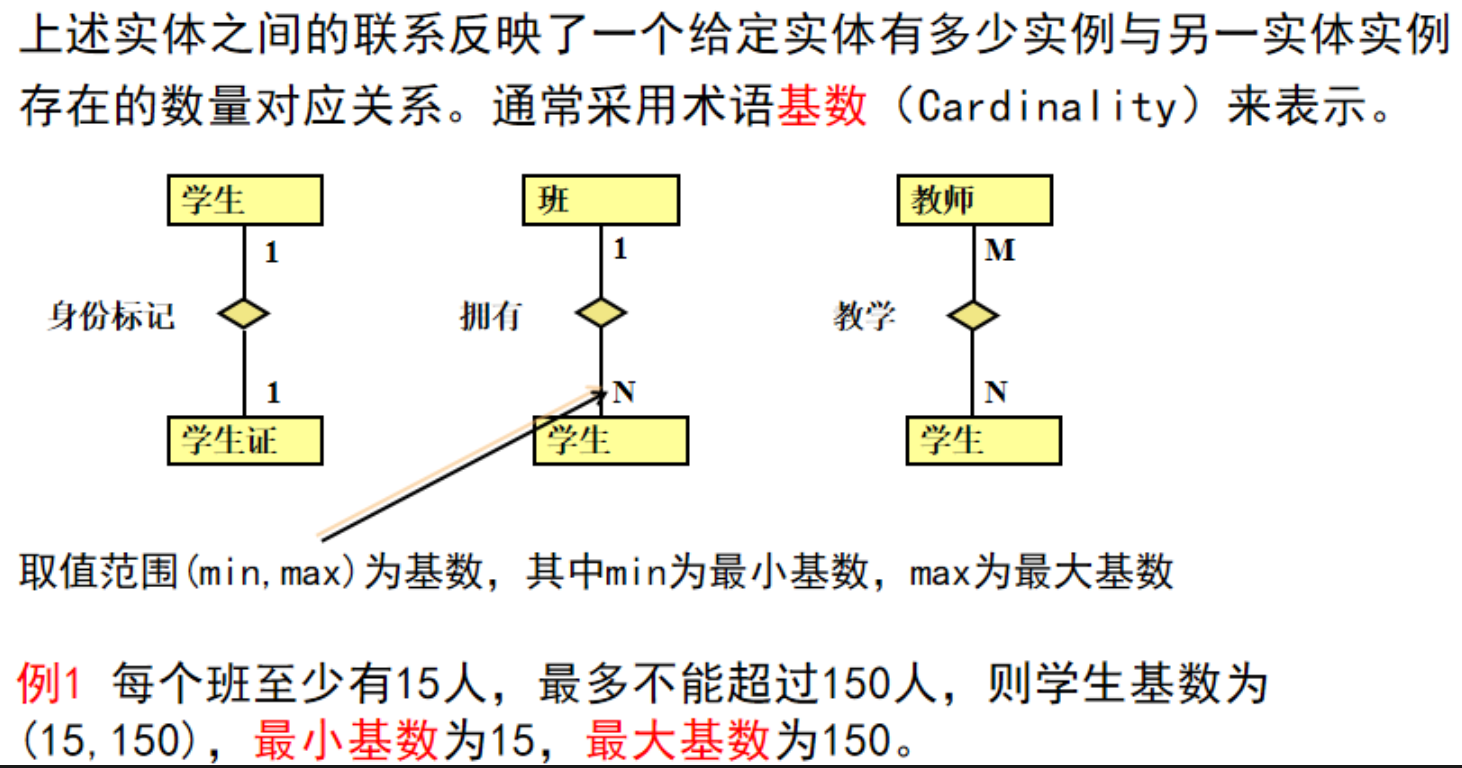 上述实体之间的联系反映了一个给定实体有多少实例与另一实体实例
存在的数量对应关系。通常采用术语基数（Cardinality）来表示。
学生 班 教师
1 1 M
身份标记 拥有 教学
1 N N
学生证 学生 学生
取值范围(min,max)为基数，其中min为最小基数，max为最大基数
例1 每个班至少有15人，最多不能超过150人，则学生基数为
(15,150)，最小基数为15，最大基数为150。